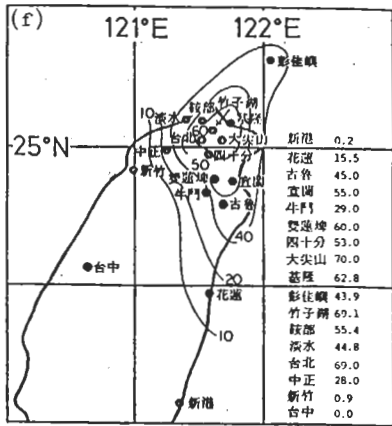 (f)
121°E
122°E
彭佳嶼
10
淡水
鞍部
竹子湖
基隆
60
台北
大尖山
25°N
中正
四十分
50
新竹
雙蓮埤
宜蘭
牛鬥
古魯
40
台中
20
花蓮
10
新港
新港 0.2
花蓮 15.5
古魯 45.0
宜蘭 55.0
牛鬥 29.0
雙蓮埤 60.0
四十分 53.0
大尖山 70.0
基隆 62.8
彭佳嶼 43.9
竹子湖 69.1
鞍部 55.4
淡水 44.8
台北 69.0
中正 28.0
新竹 0.9
台中 0.0